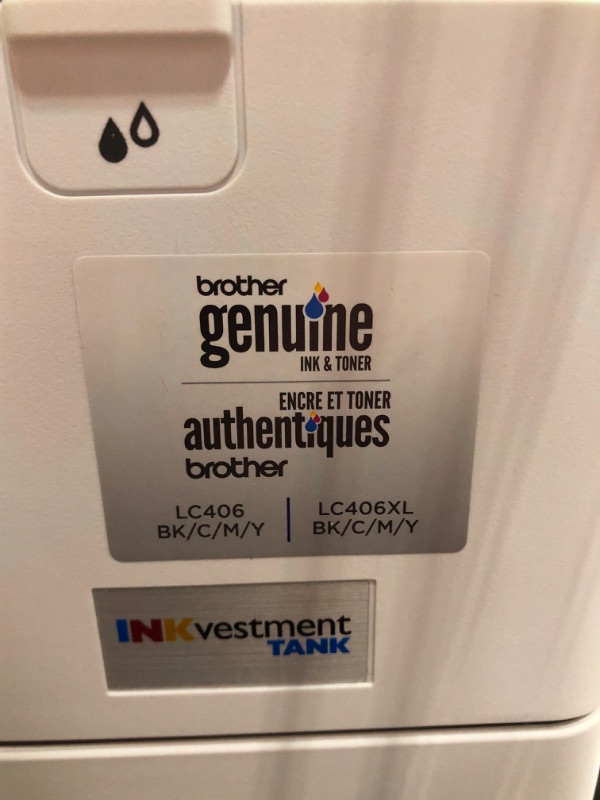 brother
genuine
INK & TONER
ENCRE ET TONER
authentiques
brother
LC406
BK/C/M/Y
LC406XL
BK/C/M/Y
INKvestment
TANK